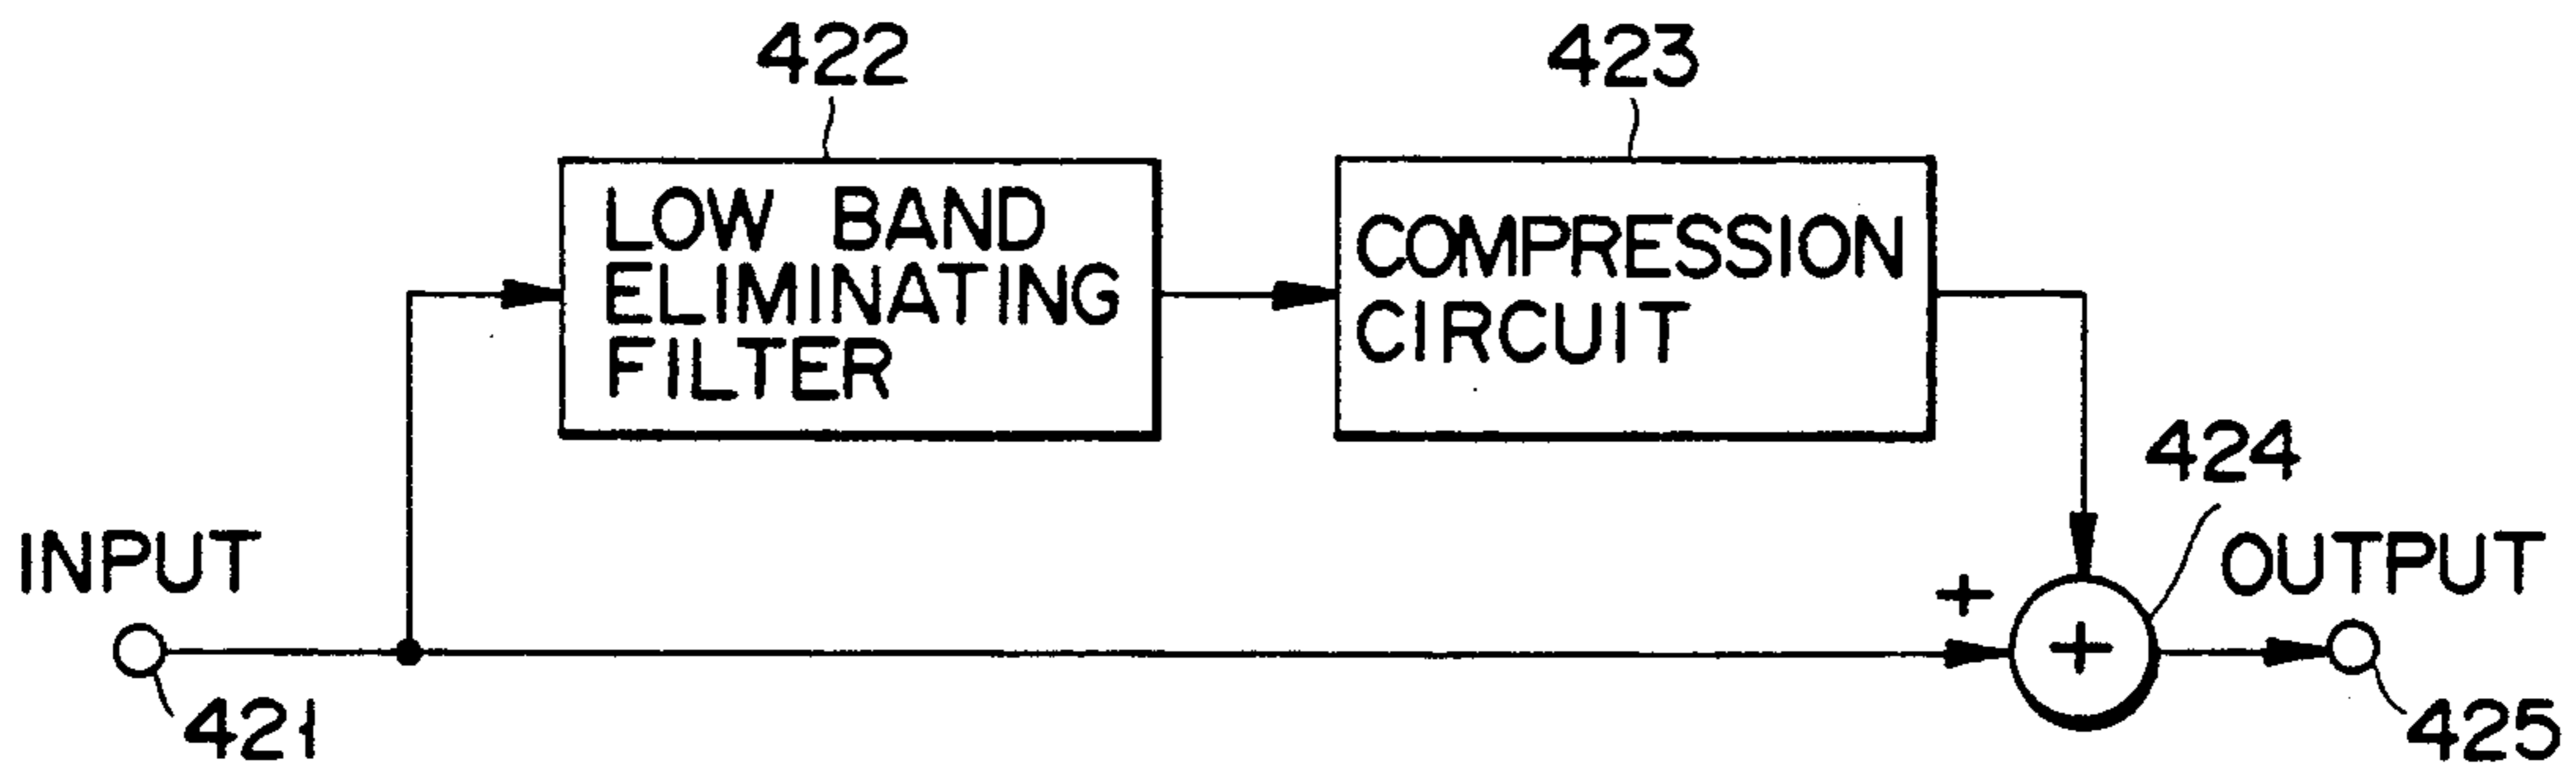 422
423
LOW BAND
ELIMINATING
FILTER
COMPRESSION
CIRCUIT
424
INPUT
+
+
OUTPUT
421
425